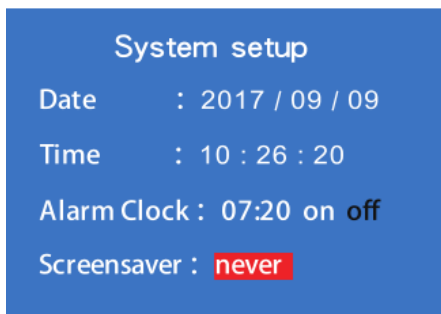 System setup
Date : 2017 / 09 / 09
Time : 10 : 26 : 20
Alarm Clock : 07:20 on off
Screensaver : never